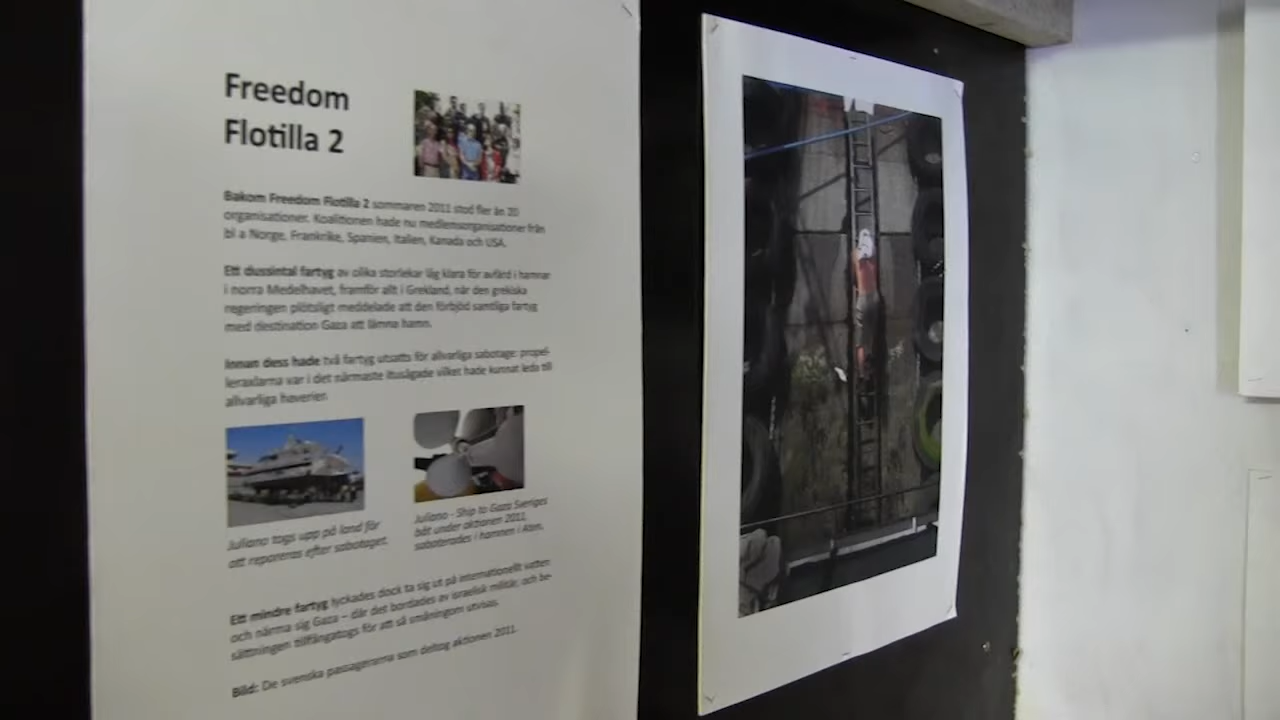 Freedom
Flotilla 2
Bakom Freedom Flotilla 2 sommaren 2011 stod fler än 20
organisationer. Koalitionen hade nu medlemsorganisationer från
bl a Norge, Frankrike, Spanien, Italien, Kanada och USA.
Ett dussintal fartyg av olika storlekar låg klara för avfärd i hamnar
i norra Medelhavet, framför allt i Grekland, när den grekiska
regeringen plötsligt meddelade att den förbjöd samtliga fartyg
med destination Gaza att lämna hamn.
Innan dess hade två fartyg utsatts för allvarliga sabotage: propel-
leraxlarna var i det närmaste itusågade vilket hade kunnat leda till
allvarliga haverier.
Juliano togs upp på land för
att repareras efter sabotaget.
Juliano - Ship to Gaza Sveriges
båt under aktionen 2011,
saboterades i hamnen i Aten.
Ett mindre fartyg lyckades dock ta sig ut på internationellt vatten
och närma sig Gaza – där det bordades av israelisk militär, och be-
sättningen tillfångatogs för att så småningom utvisas.
Bild: De svenska passagerarna som deltog aktionen 2011.